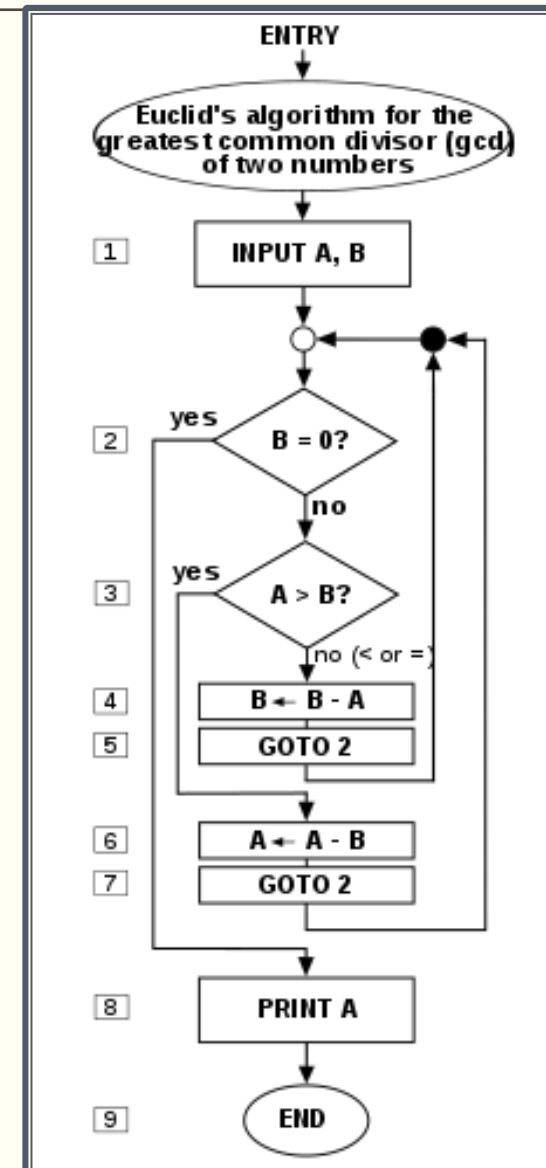 ENTRY
Euclid's algorithm for the
greatest common divisor (gcd)
of two numbers
1
INPUT A, B
yes
2
B = 0?
no
yes
3
A > B?
no (< or =)
4
B ← B - A
5
GOTO 2
6
A ← A - B
7
GOTO 2
8
PRINT A
9
END